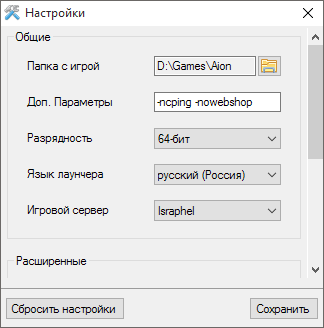 Настройки
Общие
Папка с игрой D:\Games\Aion
Доп. Параметры -ncping -nowebshop
Разрядность 64-бит
Язык лаунчера русский (Россия)
Игровой сервер Israphel
Расширенные
Сбросить настройки Сохранить